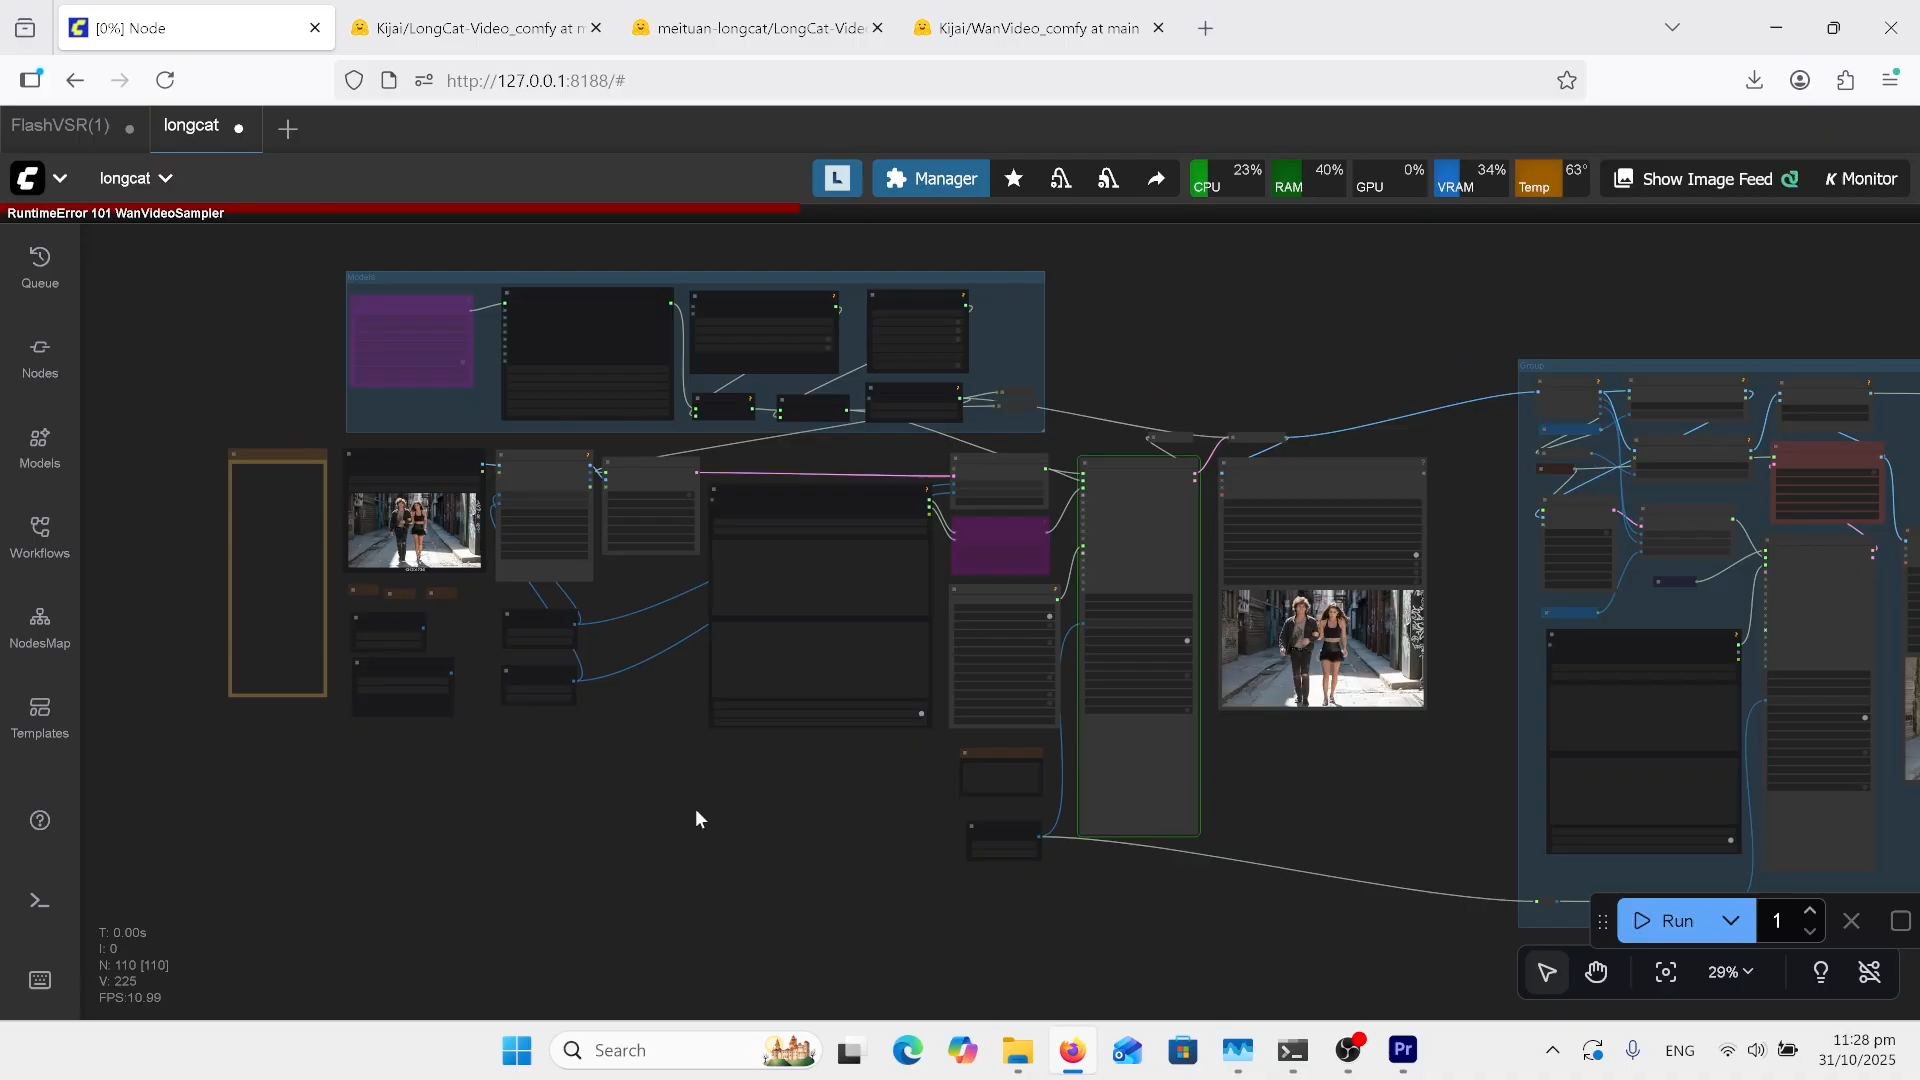 [0%] Node
Kijai/LongCat-Video_comfy at m
meituan-longcat/LongCat-Vide
Kijai/WanVideo_comfy at main
http://127.0.0.1:8188/#
FlashVSR(1)
longcat
longcat
L
Manager
CPU
23%
RAM
40%
GPU
0%
VRAM
34%
Temp
63°
Show Image Feed
K Monitor
RuntimeError 101 WanVideoSampler
Queue
Nodes
Models
Workflows
NodesMap
Templates
Models
Group
T: 0.00s
I: 0
N: 110 [110]
V: 225
FPS:10.99
Run
1
29%
Search
Pr
ENG
11:28 pm
31/10/2025